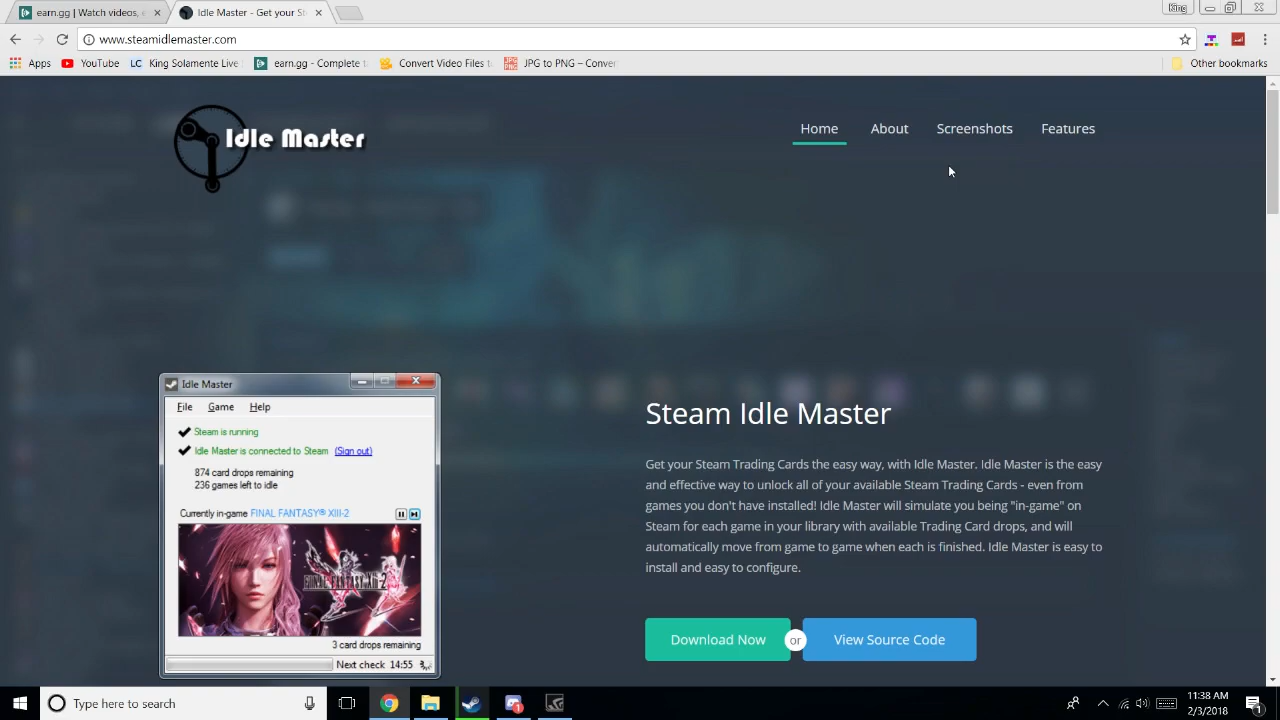 earn.gg | Watch videos,
Idle Master - Get your St
King
www.steamidlemaster.com
Apps
YouTube
LC
King Solamente Live
earn.gg - Complete
Convert Video Files
JPG to PNG – Conver
Other bookmarks
Idle Master
Home
About
Screenshots
Features
Idle Master
File Game Help
Steam is running
Idle Master is connected to Steam (Sign out)
874 card drops remaining
236 games left to idle
Currently in-game FINAL FANTASY® XIII-2
FINAL FANTASY XIII-2
3 card drops remaining
Next check 14:55
Steam Idle Master
Get your Steam Trading Cards the easy way, with Idle Master. Idle Master is the easy
and effective way to unlock all of your available Steam Trading Cards - even from
games you don't have installed! Idle Master will simulate you being "in-game" on
Steam for each game in your library with available Trading Card drops, and will
automatically move from game to game when each is finished. Idle Master is easy to
install and easy to configure.
Download Now
or
View Source Code
Type here to search
11:38 AM
2/3/2018